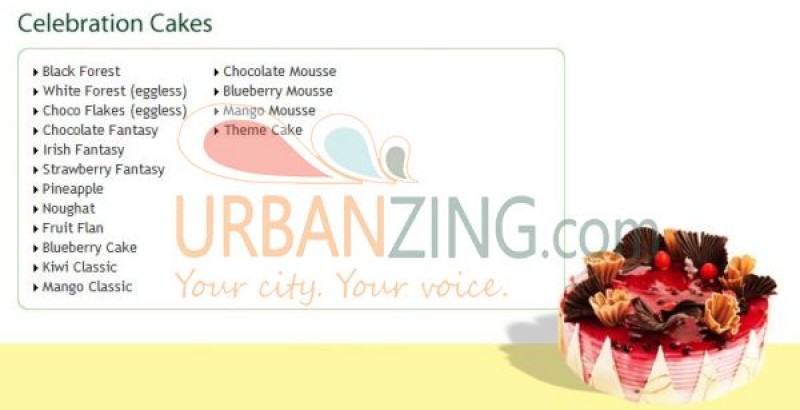 Celebration Cakes
Black Forest
White Forest (eggless)
Choco Flakes (eggless)
Chocolate Fantasy
Irish Fantasy
Strawberry Fantasy
Pineapple
Noughat
Fruit Flan
Blueberry Cake
Kiwi Classic
Mango Classic
Chocolate Mousse
Blueberry Mousse
Mango Mousse
Theme Cake
URBANZING.com
Your city. Your voice.